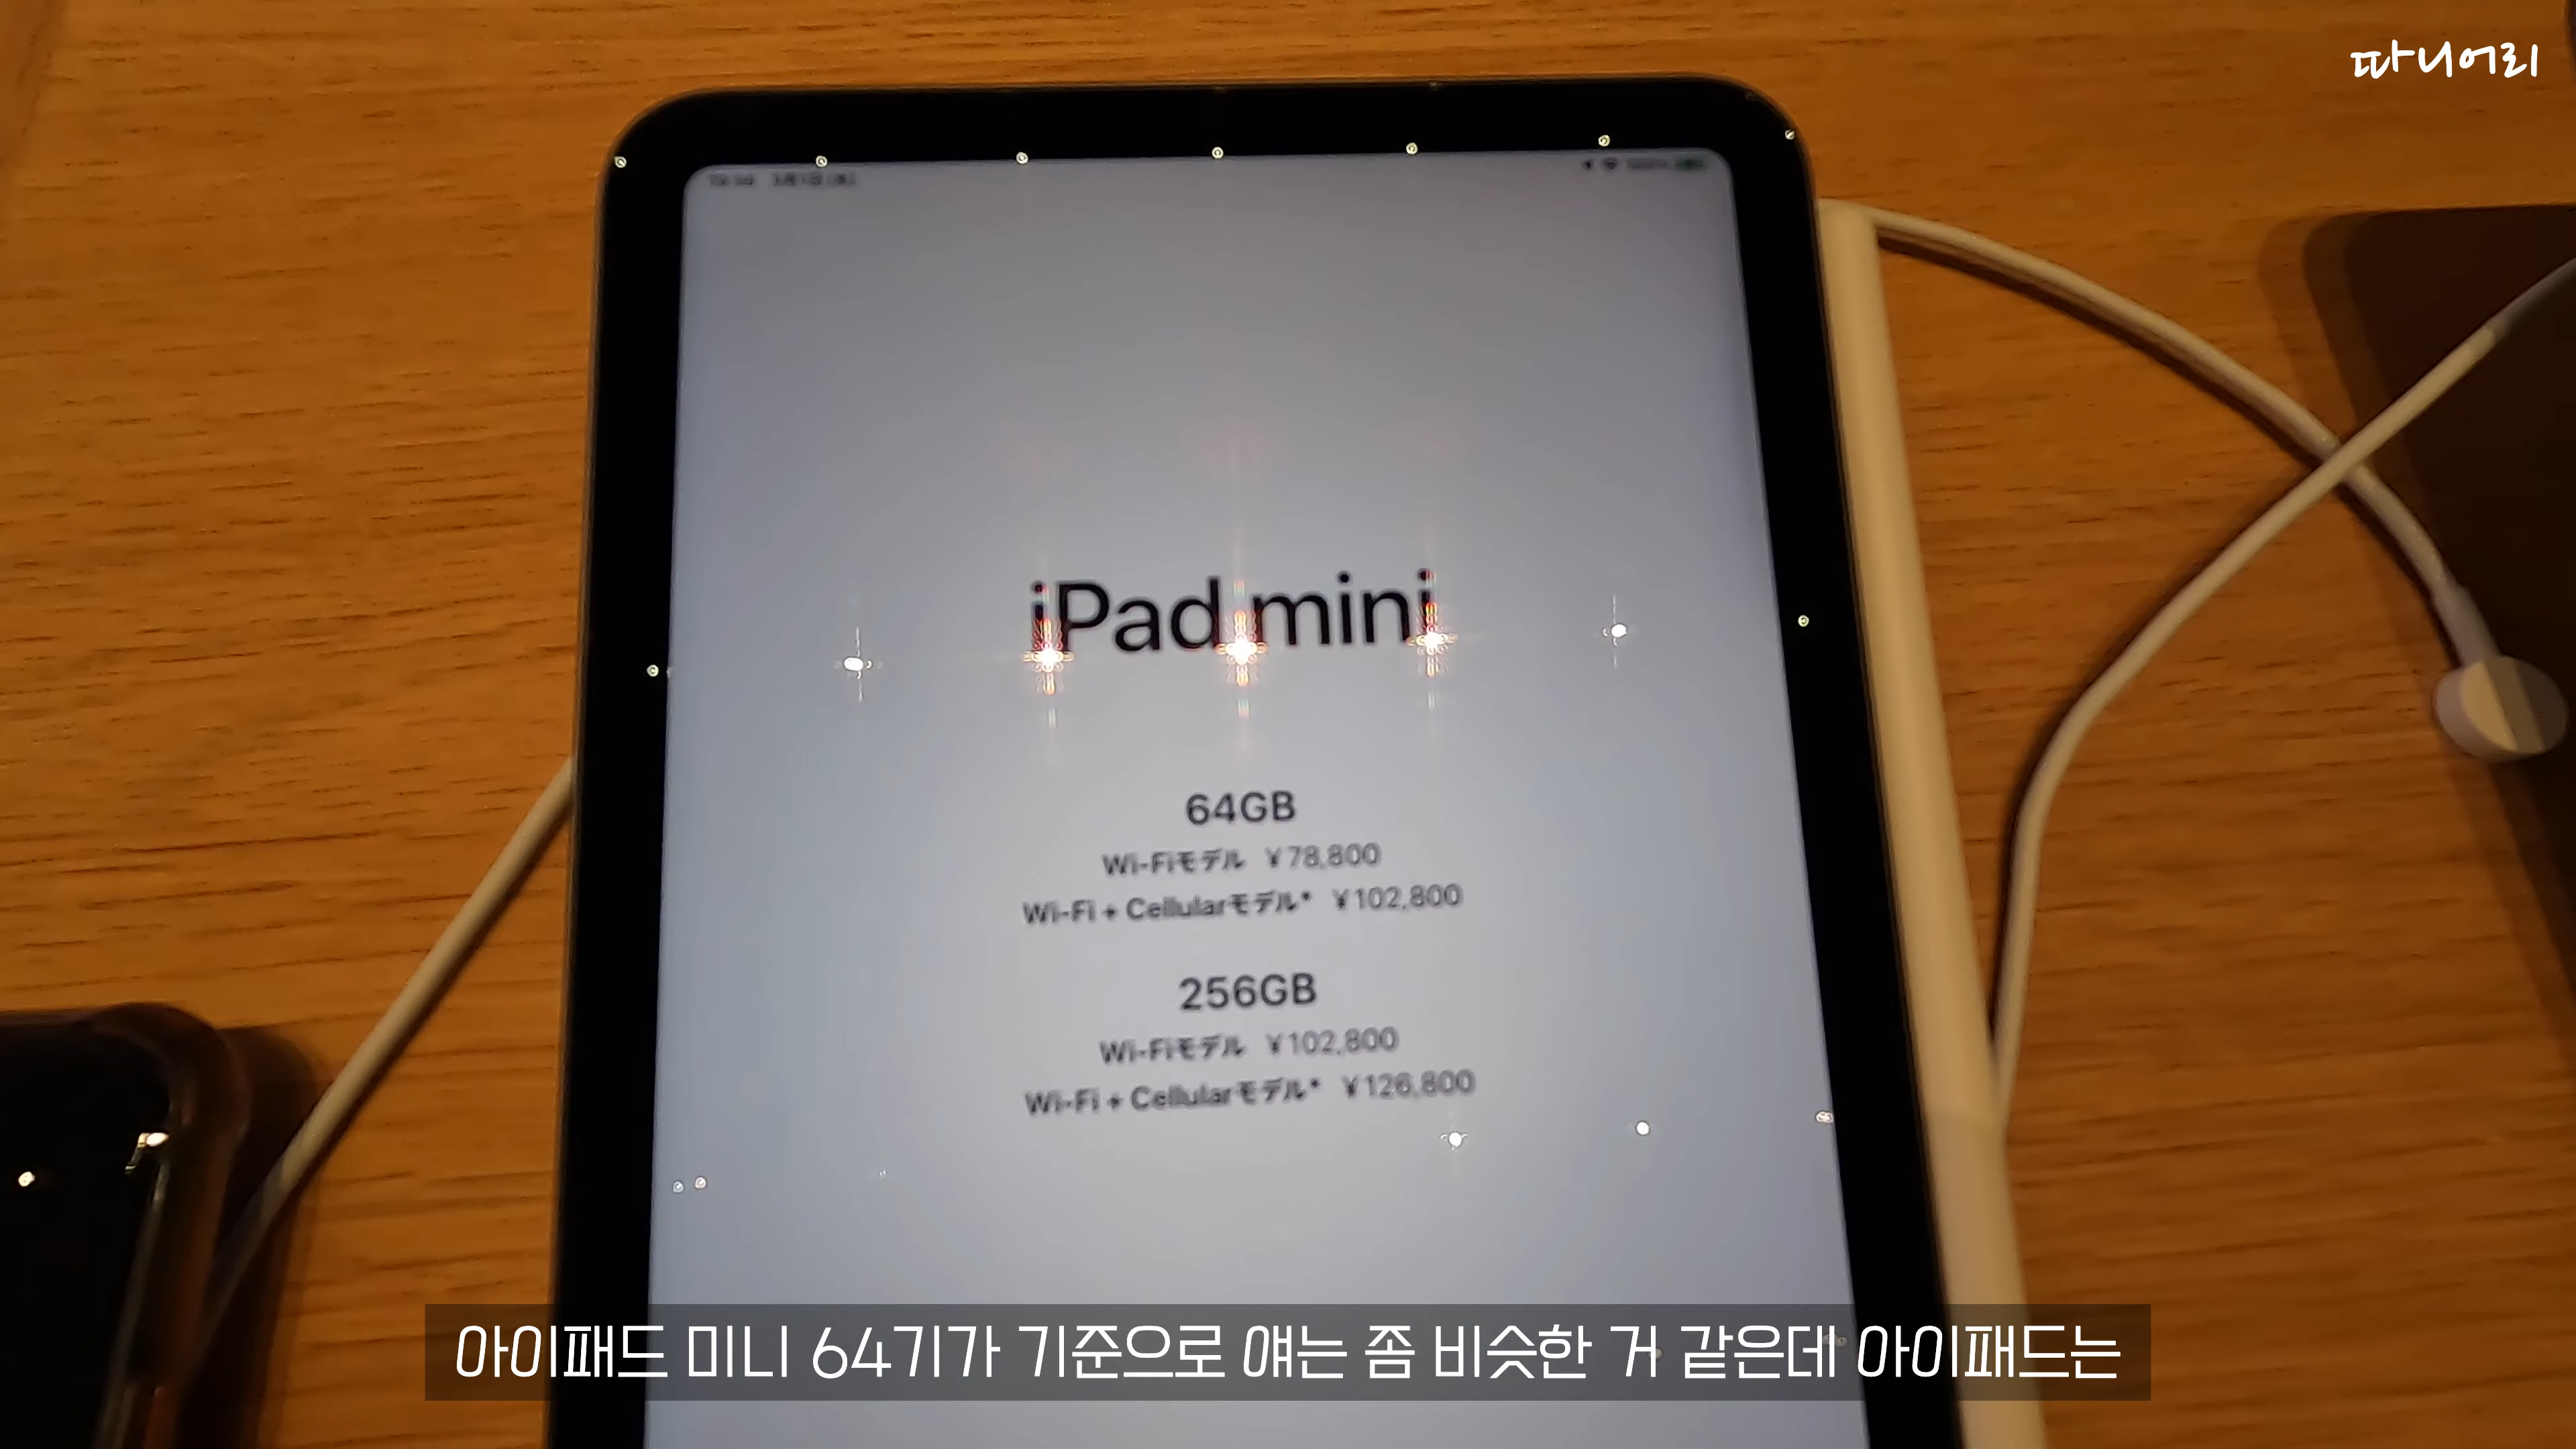 따니어리
iPad mini
64GB
Wi-Fiモデル ¥78,800
Wi-Fi + Cellularモデル* ¥102,800
256GB
Wi-Fiモデル ¥102,800
Wi-Fi + Cellularモデル* ¥126,800
아이패드 미니 64기가 기준으로 얘는 좀 비슷한 거 같은데 아이패드는